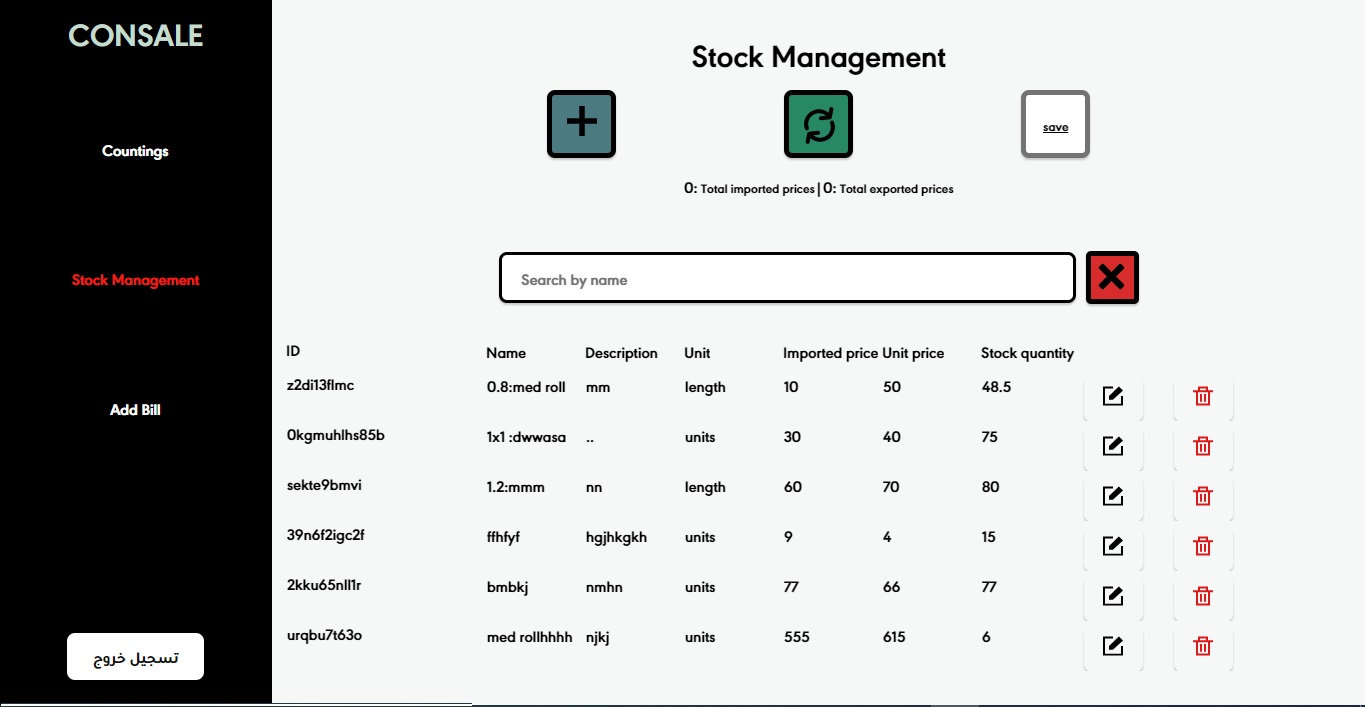 CONSALE
Countings
Stock Management
Add Bill
تسجيل خروج
Stock Management
save
0: Total imported prices | 0: Total exported prices
Search by name
ID Name Description Unit Imported price Unit price Stock quantity
z2di13flmc 0.8:med roll mm length 10 50 48.5
0kgmuhlhs85b 1x1 :dwwasa .. units 30 40 75
sekte9bmvi 1.2:mmm nn length 60 70 80
39n6f2igc2f ffhfyf hgjhkgkh units 9 4 15
2kku65nll1r bmbkj nmhn units 77 66 77
urqbu7t63o med rollhhhh njkj units 555 615 6